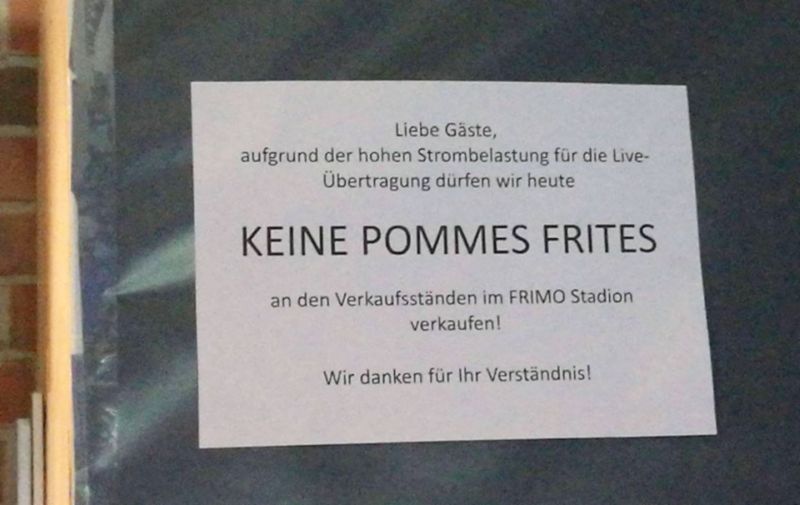 Liebe Gäste,
aufgrund der hohen Strombelastung für die Live-
Übertragung dürfen wir heute
KEINE POMMES FRITES
an den Verkaufsständen im FRIMO Stadion
verkaufen!
Wir danken für Ihr Verständnis!